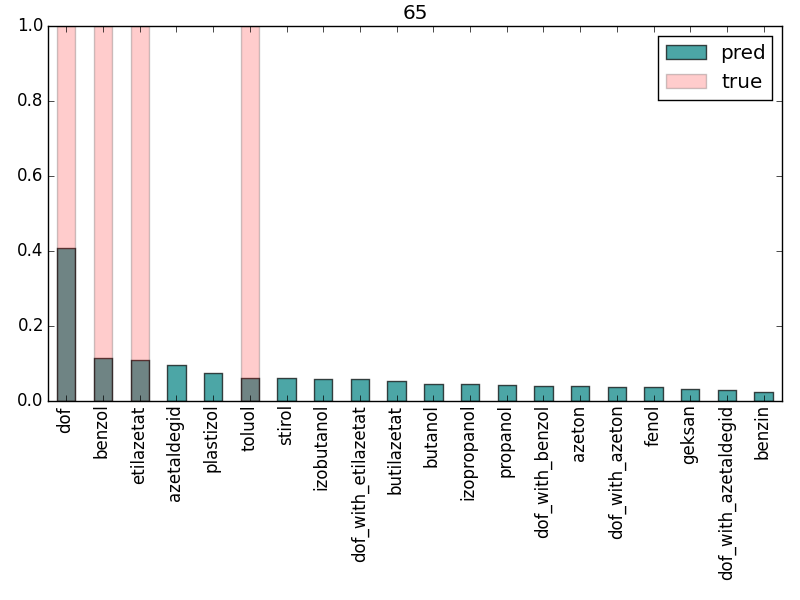 65
1.0
0.8
0.6
0.4
0.2
0.0
pred
true
dof
benzol
etilazetat
azetaldegid
plastizol
toluol
stirol
izobutanol
dof_with_etilazetat
butilazetat
butanol
izopropanol
propanol
dof_with_benzol
azeton
dof_with_azeton
fenol
geksan
dof_with_azetaldegid
benzin